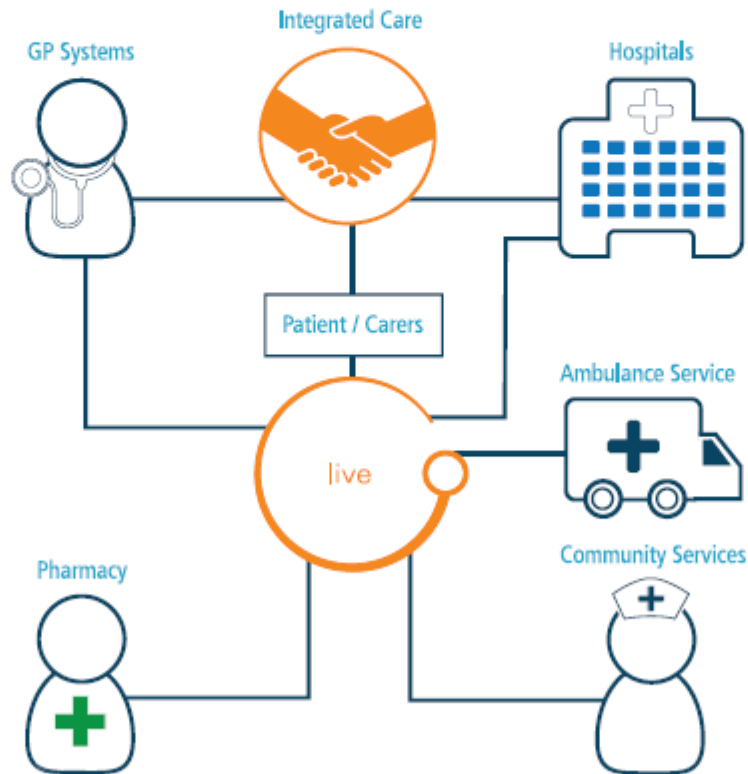 Integrated Care
GP Systems
Hospitals
Patient / Carers
Ambulance Service
live
Community Services
Pharmacy